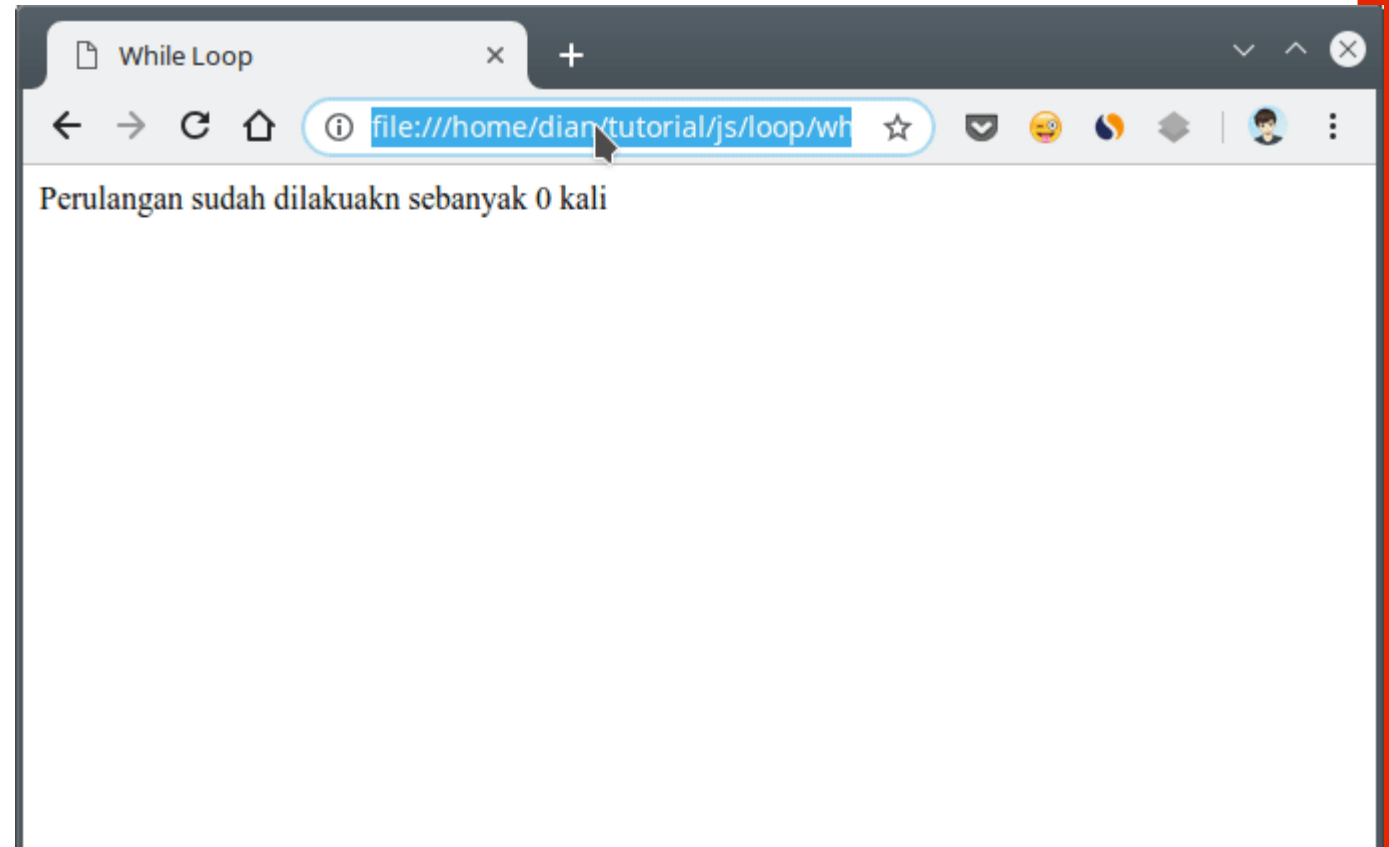 While Loop
file:///home/dian/tutorial/js/loop/wh
Perulangan sudah dilakuakn sebanyak 0 kali